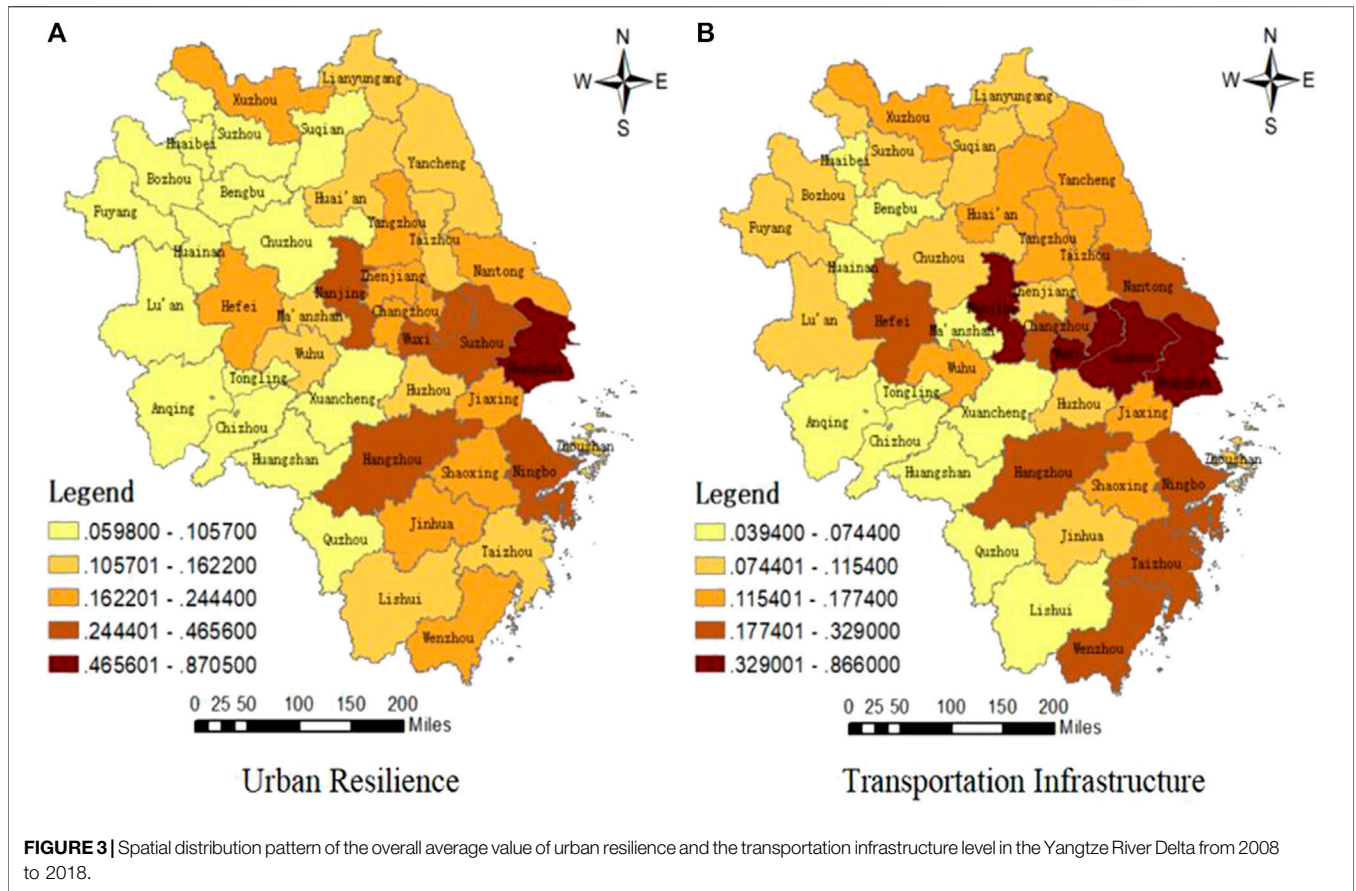 A
N
W E
S
Lianyungang
Xuzhou
Suzhou
Suqian
Huaibei
Yancheng
Bozhou
Bengbu
Huai'an
Fuyang
Yangzhou
Chuzhou
Taizhou
Huainan
Zhenjiang
Nantong
Nanjing
Lu'an
Hefei
Ma'anshan
Changzhou
Wuxi
Suzhou
Wuhu
Tongling
Xuancheng
Huzhou
Jiaxing
Anqing
Chizhou
Huangshan
Hangzhou
Zhoushan
Shaoxing
Ningbo
Jinhua
Quzhou
Taizhou
Lishui
Wenzhou
Legend
.059800 - .105700
.105701 - .162200
.162201 - .244400
.244401 - .465600
.465601 - .870500
0 25 50 100 150 200
Miles
Urban Resilience
B
N
W E
S
Lianyungang
Xuzhou
Suzhou
Suqian
Huaibei
Yancheng
Bozhou
Bengbu
Huai'an
Fuyang
Yangzhou
Chuzhou
Taizhou
Huainan
Zhenjiang
Nantong
Lu'an
Hefei
Ma'anshan
Changzhou
Wuhu
Tongling
Xuancheng
Huzhou
Jiaxing
Anqing
Chizhou
Huangshan
Hangzhou
Zhoushan
Shaoxing
Ningbo
Jinhua
Quzhou
Taizhou
Lishui
Wenzhou
Legend
.039400 - .074400
.074401 - .115400
.115401 - .177400
.177401 - .329000
.329001 - .866000
0 25 50 100 150 200
Miles
Transportation Infrastructure
FIGURE 3 | Spatial distribution pattern of the overall average value of urban resilience and the transportation infrastructure level in the Yangtze River Delta from 2008
to 2018.